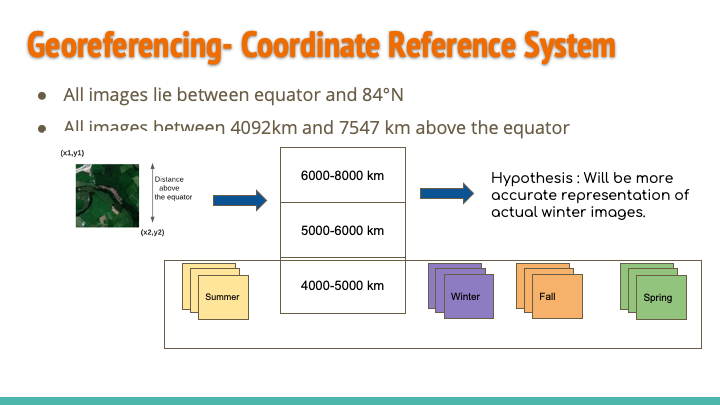 Georeferencing- Coordinate Reference System
● All images lie between equator and 84°N
● All images between 4092km and 7547 km above the equator
(x1,y1)
Distance
above
the equator
(x2,y2)
6000-8000 km
5000-6000 km
4000-5000 km
Hypothesis : Will be more
accurate representation of
actual winter images.
Summer
Winter
Fall
Spring